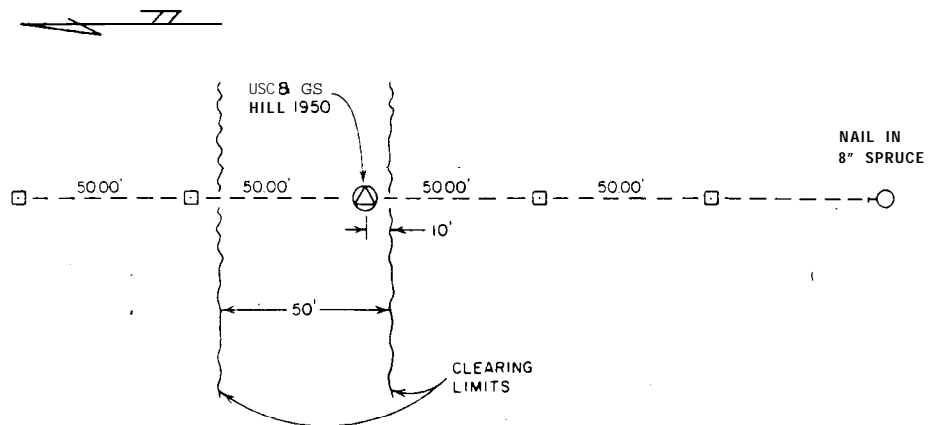 USC & GS
HILL 1950
NAIL IN
8" SPRUCE
50.00'
50.00'
50.00'
50.00'
10'
50'
CLEARING
LIMITS